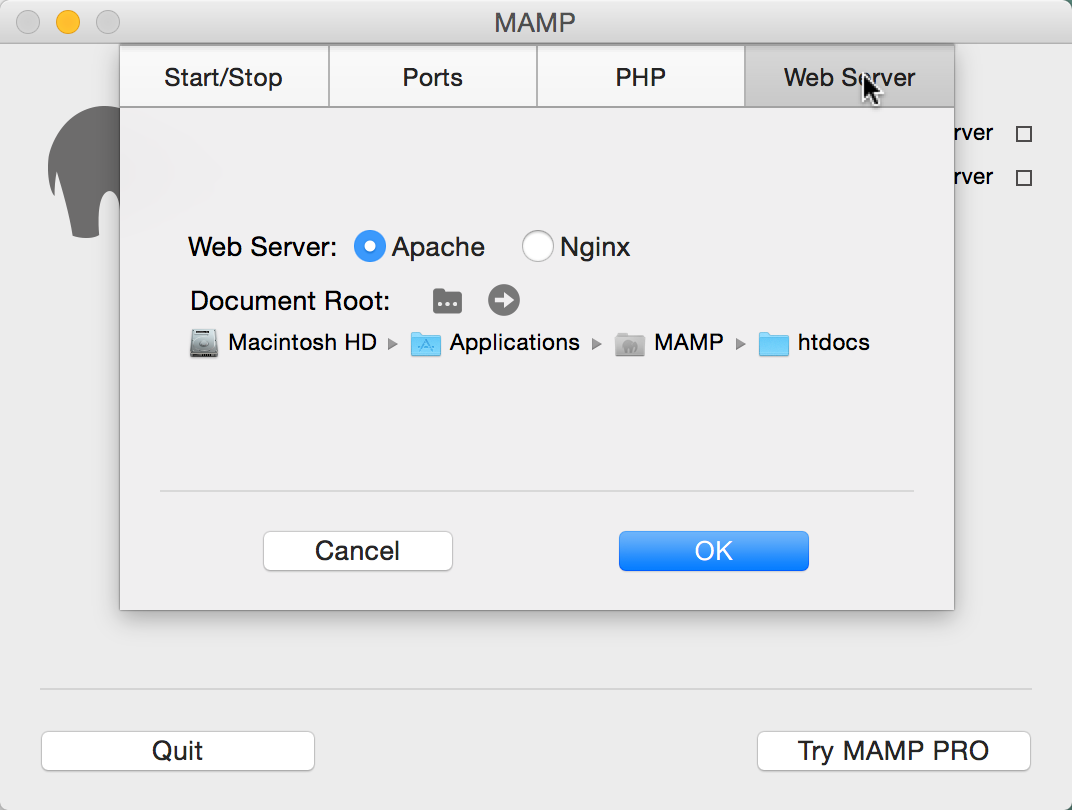 MAMP
Start/Stop Ports PHP Web Server
rver
rver
Web Server: Apache Nginx
Document Root:
Macintosh HD Applications MAMP htdocs
Cancel OK
Quit Try MAMP PRO